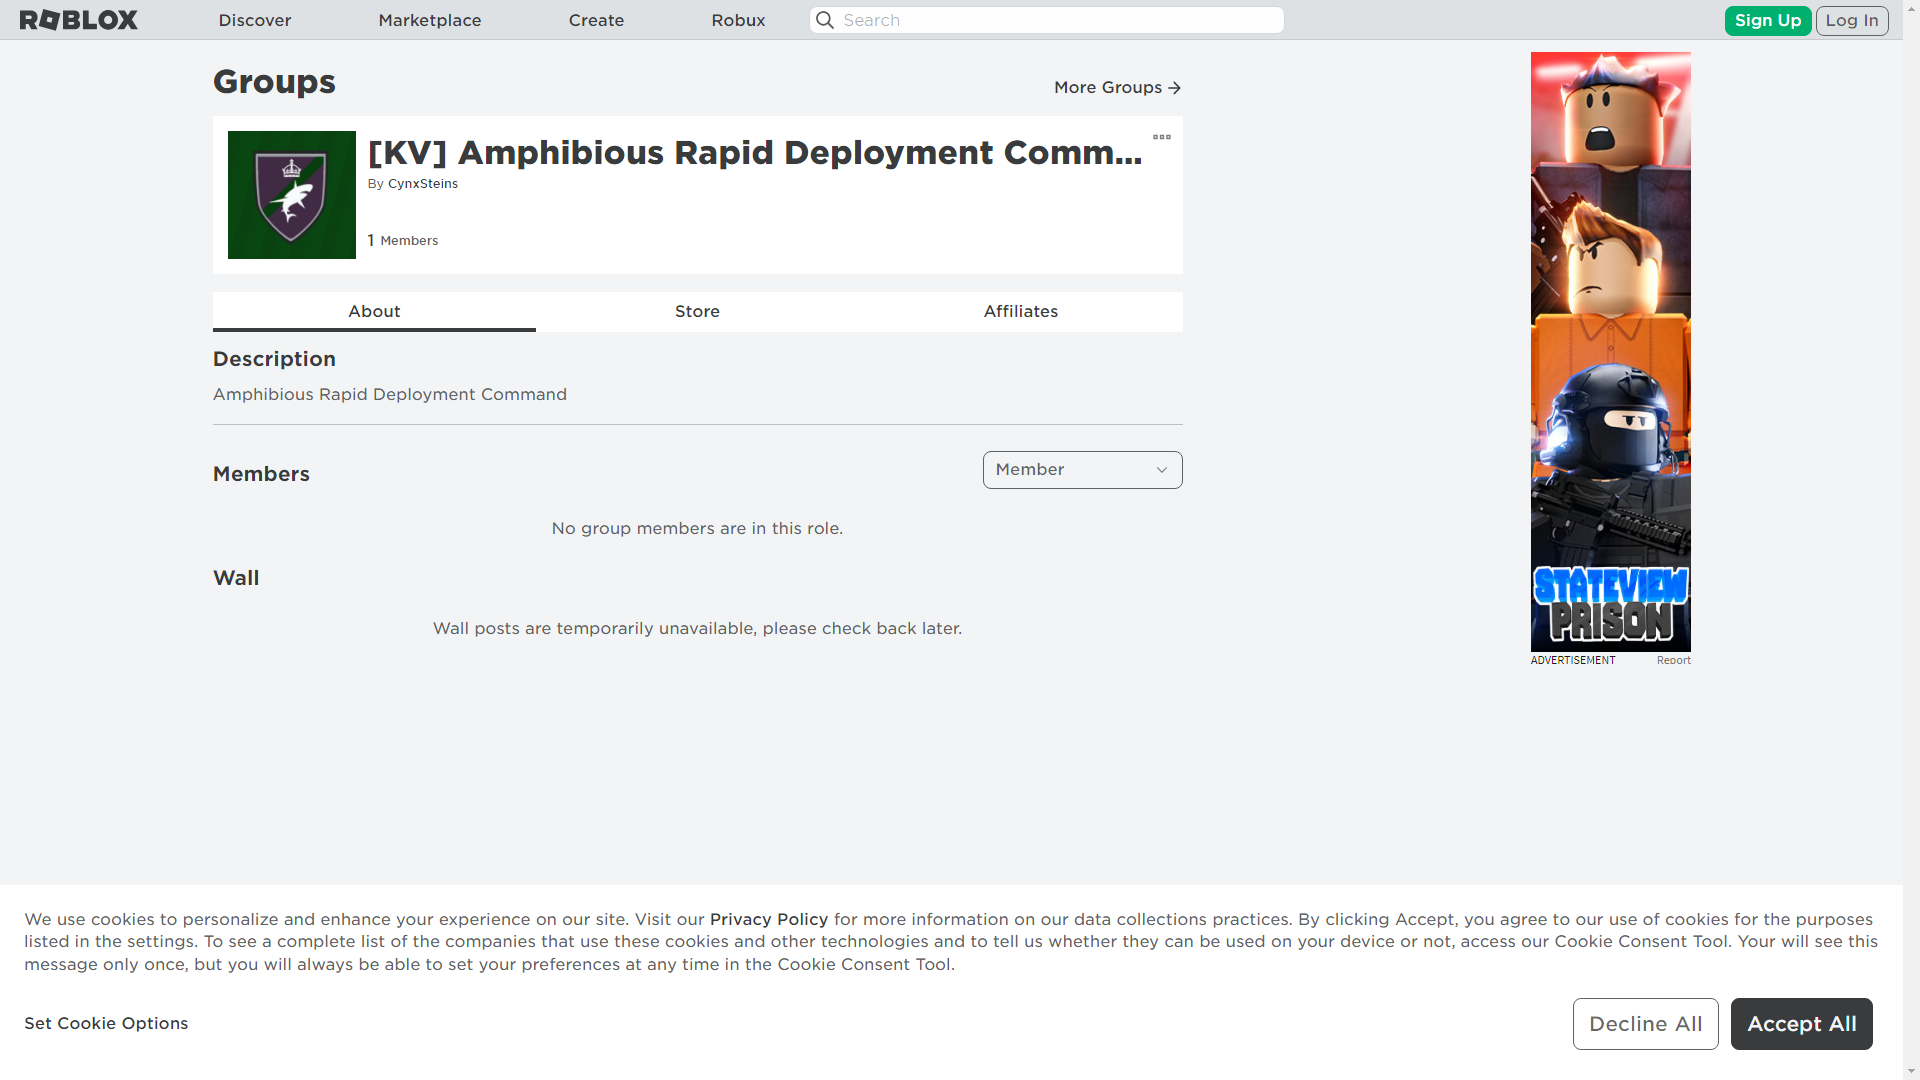 ROBLOX
Discover
Marketplace
Create
Robux
Search
Sign Up
Log In
Groups
More Groups
[KV] Amphibious Rapid Deployment Comm...
By CynxSteins
1 Members
About
Store
Affiliates
Description
Amphibious Rapid Deployment Command
Members
Member
No group members are in this role.
Wall
Wall posts are temporarily unavailable, please check back later.
STATEVIEW
PRISON
ADVERTISEMENT
Report
We use cookies to personalize and enhance your experience on our site. Visit our Privacy Policy for more information on our data collections practices. By clicking Accept, you agree to our use of cookies for the purposes
listed in the settings. To see a complete list of the companies that use these cookies and other technologies and to tell us whether they can be used on your device or not, access our Cookie Consent Tool. Your will see this
message only once, but you will always be able to set your preferences at any time in the Cookie Consent Tool.
Set Cookie Options
Decline All
Accept All